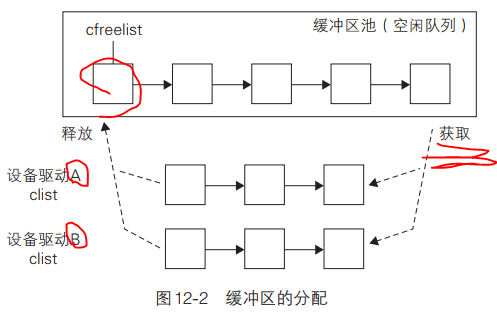 缓冲区池（空闲队列）
cfreelist
释放
获取
设备驱动A
clist
设备驱动B
clist
图12-2 缓冲区的分配